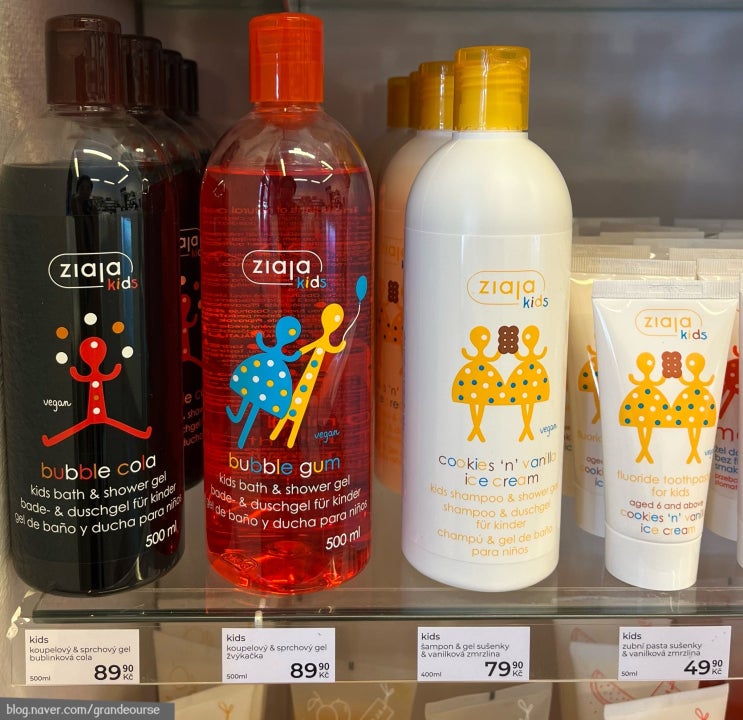 ziaja
kids
vegan
bubble cola
kids bath & shower gel
bade- & duschgel für kinder
gel de baño y ducha para niños
500 ml
ziaja
kids
vegan
bubble gum
kids bath & shower gel
bade- & duschgel für kinder
gel de baño y ducha para niños
500 ml
ziaja
kids
vegan
cookies 'n' vanilla
ice cream
kids shampoo & shower gel
shampoo & duschgel
für kinder
champú & gel de baño
para niños
ziaja
kids
fluoride toothpaste
for kids
aged 6 and above
cookies 'n' vanilla
ice cream
kids
koupelový & sprchový gel
bublinková cola
500ml
89 90
Kč
kids
koupelový & sprchový gel
žvýkačka
500ml
89 90
Kč
kids
šampon & gel sušenky
& vanilková zmrzlina
400ml
79 90
Kč
kids
zubní pasta sušenky
& vanilková zmrzlina
50ml
49 90
Kč
blog.naver.com/grandeourse